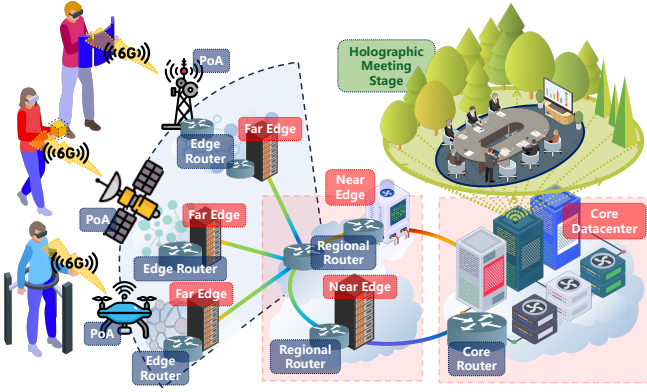 ((6G))
PoA
Holographic
Meeting
Stage
Edge
Router
Far Edge
((6G))
Near
Edge
PoA
Far Edge
Core
Datacenter
Regional
Router
Edge Router
((6G))
Far Edge
Near Edge
PoA
Edge
Router
Regional
Router
Core
Router